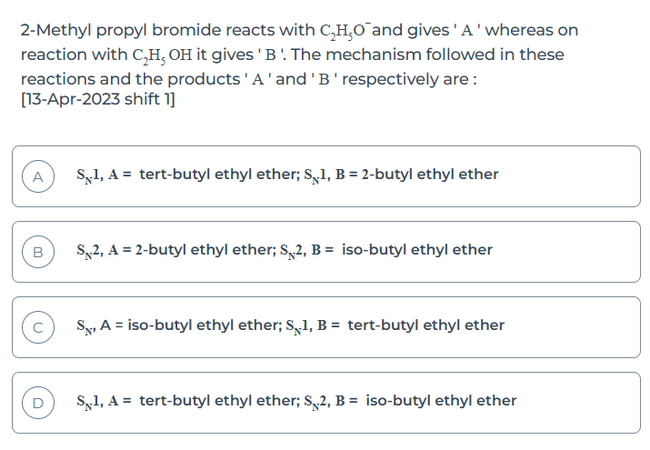 2-Methyl propyl bromide reacts with C₂H₅O⁻ and gives ' A ' whereas on
reaction with C₂H₅ OH it gives ' B '. The mechanism followed in these
reactions and the products ' A ' and ' B ' respectively are :
[13-Apr-2023 shift 1]
A S_N1, A = tert-butyl ethyl ether; S_N1, B = 2-butyl ethyl ether
B S_N2, A = 2-butyl ethyl ether; S_N2, B = iso-butyl ethyl ether
C S_N, A = iso-butyl ethyl ether; S_N1, B = tert-butyl ethyl ether
D S_N1, A = tert-butyl ethyl ether; S_N2, B = iso-butyl ethyl ether